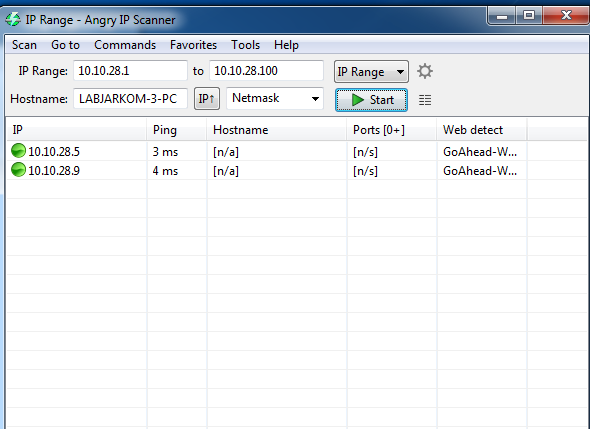 IP Range - Angry IP Scanner
Scan Go to Commands Favorites Tools Help
IP Range: 10.10.28.1 to 10.10.28.100 IP Range
Hostname: LABJARKOM-3-PC IP↑ Netmask Start
IP Ping Hostname Ports [0+] Web detect
10.10.28.5 3 ms [n/a] [n/s] GoAhead-W...
10.10.28.9 4 ms [n/a] [n/s] GoAhead-W...